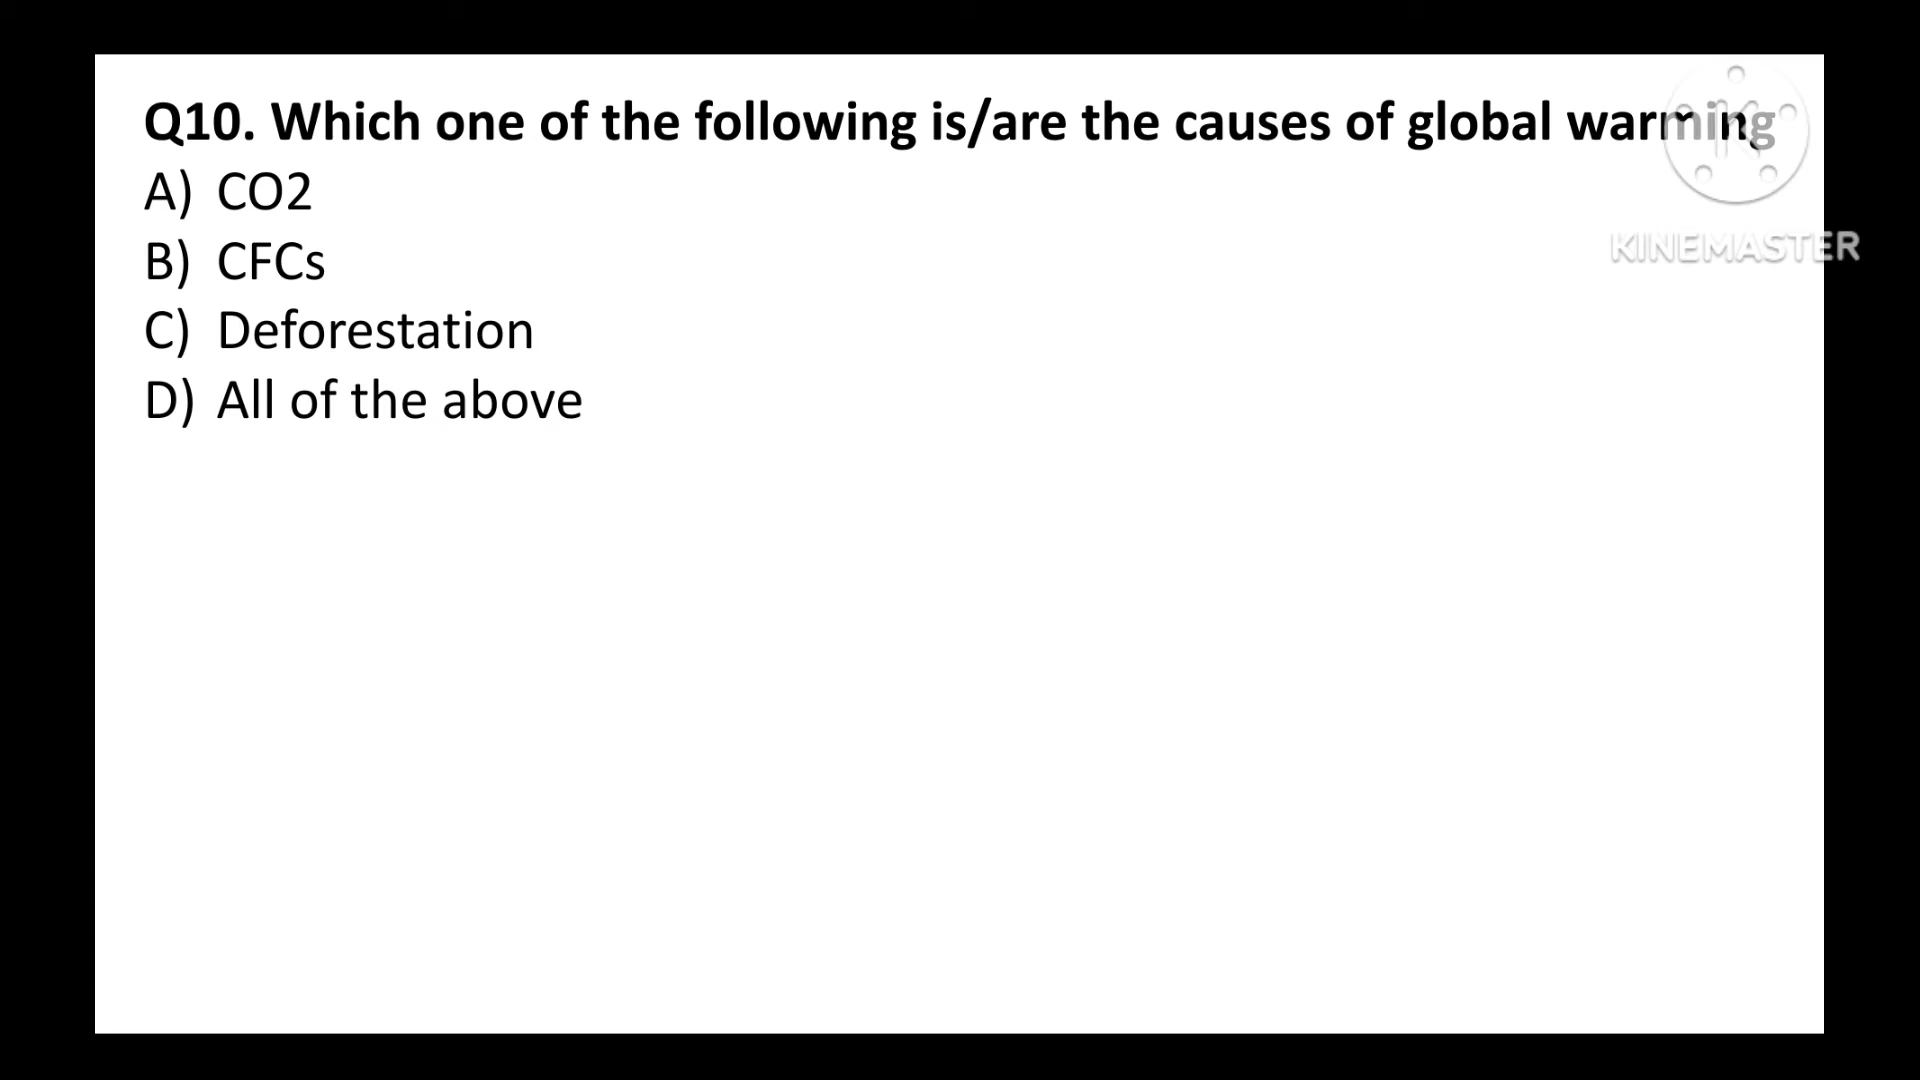 Q10. Which one of the following is/are the causes of global warming
A) CO2
B) CFCs
C) Deforestation
D) All of the above
KINEMASTER